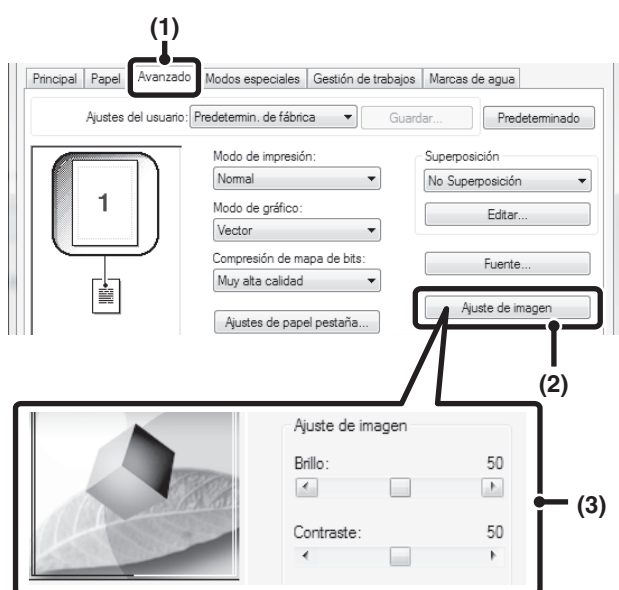 (1)
Principal Papel Avanzado Modos especiales Gestión de trabajos Marcas de agua
Ajustes del usuario: Predetermin. de fábrica Guardar... Predeterminado
Modo de impresión: Superposición
Normal No Superposición
1 Modo de gráfico: Editar...
Vector
Compresión de mapa de bits: Fuente...
Muy alta calidad
Ajuste de imagen
Ajustes de papel pestaña...
(2)
Ajuste de imagen
Brillo: 50
(3)
Contraste: 50